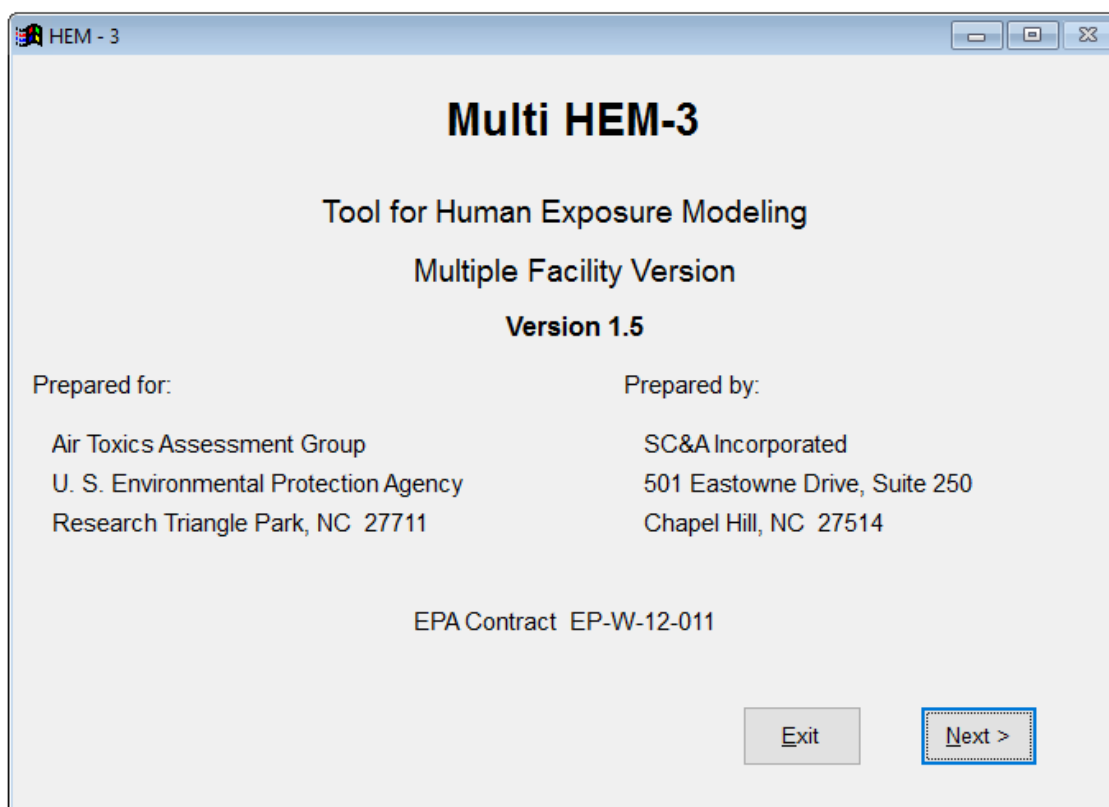 HEM - 3
Multi HEM-3
Tool for Human Exposure Modeling
Multiple Facility Version
Version 1.5
Prepared for:
Air Toxics Assessment Group
U. S. Environmental Protection Agency
Research Triangle Park, NC 27711
Prepared by:
SC&A Incorporated
501 Eastowne Drive, Suite 250
Chapel Hill, NC 27514
EPA Contract EP-W-12-011
Exit
Next >